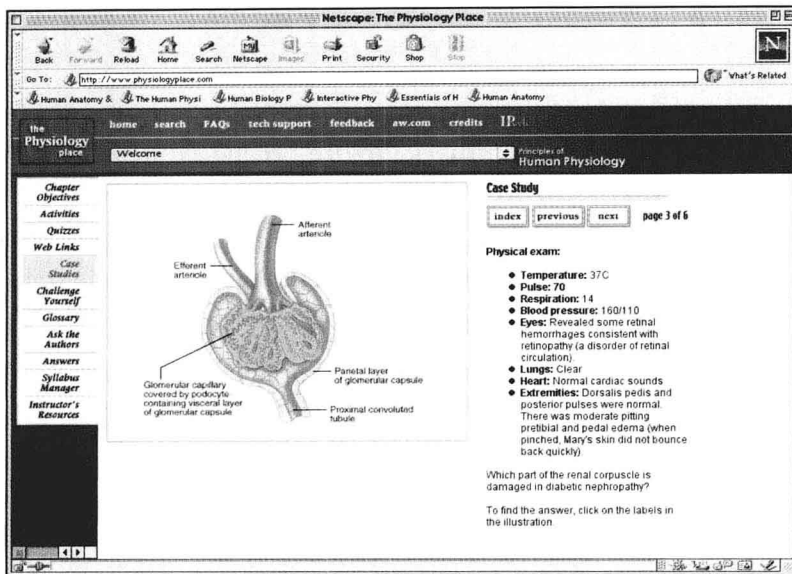 Netscape: The Physiology Place
Back Forward Reload Home Search Netscape Images Print Security Shop Stop
Go To: http://www.physiologyplace.com What's Related
Human Anatomy & The Human Physi Human Biology P Interactive Phy Essentials of H Human Anatomy
the
Physiology
place
home search FAQs tech support feedback aw.com credits IP
Welcome
Principles of
Human Physiology
Chapter
Objectives
Activities
Quizzes
Web Links
Case
Studies
Challenge
Yourself
Glossary
Ask the
Authors
Answers
Syllabus
Manager
Instructor's
Resources
Afferent
arteriole
Efferent
arteriole
Parietal layer
of glomerular capsule
Glomerular capillary
covered by podocyte
containing visceral layer
of glomerular capsule
Proximal convoluted
tubule
Case Study
index previous next page 3 of 6
Physical exam:
Temperature: 37C
Pulse: 70
Respiration: 14
Blood pressure: 160/110
Eyes: Revealed some retinal
hemorrhages consistent with
retinopathy (a disorder of retinal
circulation).
Lungs: Clear
Heart: Normal cardiac sounds
Extremities: Dorsalis pedis and
posterior pulses were normal.
There was moderate pitting
pretibial and pedal edema (when
pinched, Mary's skin did not bounce
back quickly)
Which part of the renal corpuscle is
damaged in diabetic nephropathy?
To find the answer, click on the labels in
the illustration